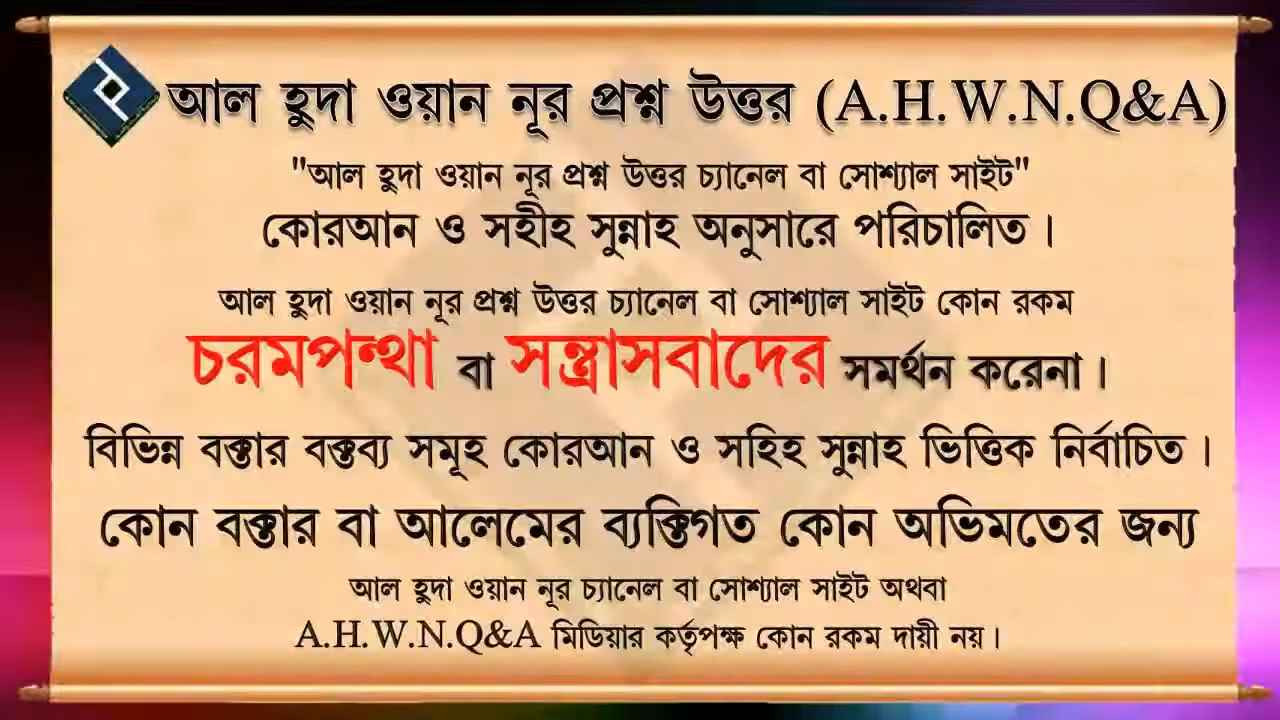 আল হুদা ওয়ান নূর প্রশ্ন উত্তর (A.H.W.N.Q&A)
"আল হুদা ওয়ান নূর প্রশ্ন উত্তর চ্যানেল বা সোশ্যাল সাইট"
কোরআন ও সহীহ সুন্নাহ অনুসারে পরিচালিত।
আল হুদা ওয়ান নূর প্রশ্ন উত্তর চ্যানেল বা সোশ্যাল সাইট কোন রকম
চরমপন্থা বা সন্ত্রাসবাদের সমর্থন করেনা।
বিভিন্ন বক্তার বক্তব্য সমূহ কোরআন ও সহিহ সুন্নাহ ভিত্তিক নির্বাচিত।
কোন বক্তার বা আলেমের ব্যক্তিগত কোন অভিমতের জন্য
আল হুদা ওয়ান নূর চ্যানেল বা সোশ্যাল সাইট অথবা
A.H.W.N.Q&A মিডিয়ার কর্তৃপক্ষ কোন রকম দায়ী নয়।